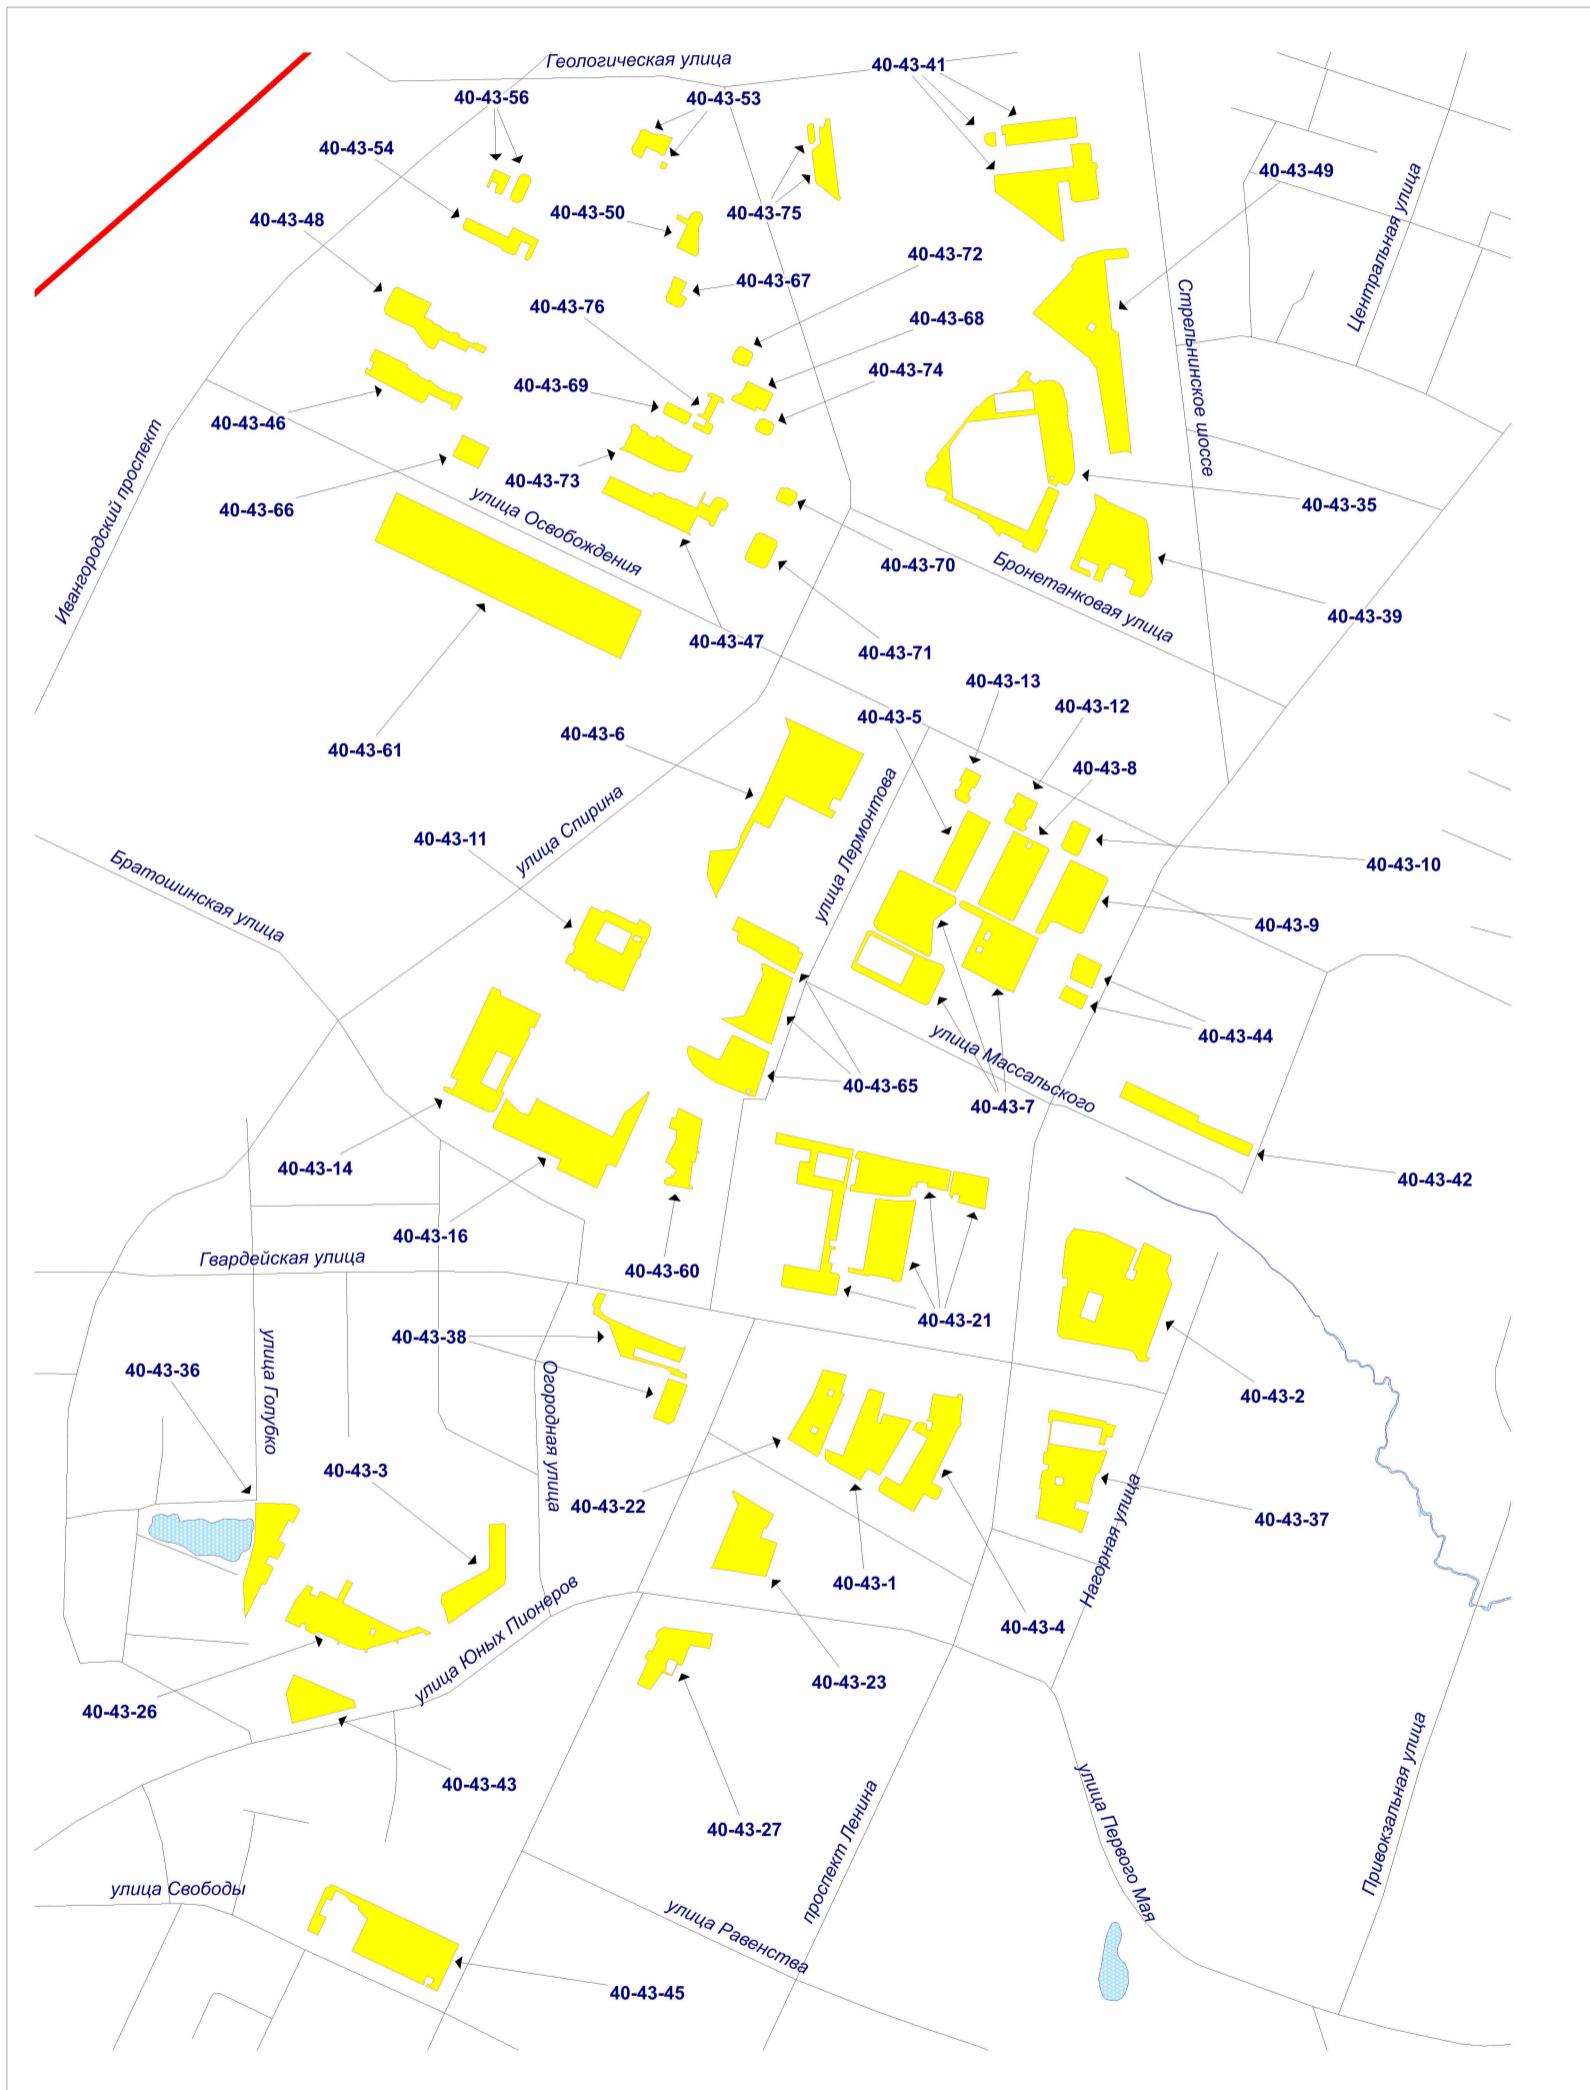 Геологическая улица
40-43-41
40-43-56
40-43-53
40-43-54
40-43-49
40-43-48
40-43-50
40-43-75
Центральная улица
40-43-72
40-43-67
40-43-76
Стрельнинское шоссе
40-43-68
40-43-74
40-43-69
40-43-46
Ивангородский проспект
40-43-73
40-43-66
улица Освобождения
40-43-35
40-43-70
Бронетанковая улица
40-43-39
40-43-47
40-43-71
40-43-13
40-43-12
40-43-5
40-43-6
40-43-61
40-43-8
улица Спирина
улица Лермонтова
40-43-11
40-43-10
Братошинская улица
40-43-9
40-43-44
улица Массальского
40-43-65
40-43-7
40-43-14
40-43-42
40-43-16
Гвардейская улица
40-43-60
40-43-21
40-43-38
40-43-36
улица Голубко
Огородная улица
40-43-2
40-43-3
40-43-22
40-43-37
Нагорная улица
40-43-1
40-43-4
улица Юных Пионеров
40-43-23
40-43-26
40-43-43
40-43-27
проспект Ленина
улица Первого Мая
Привокзальная улица
улица Свободы
улица Равенства
40-43-45